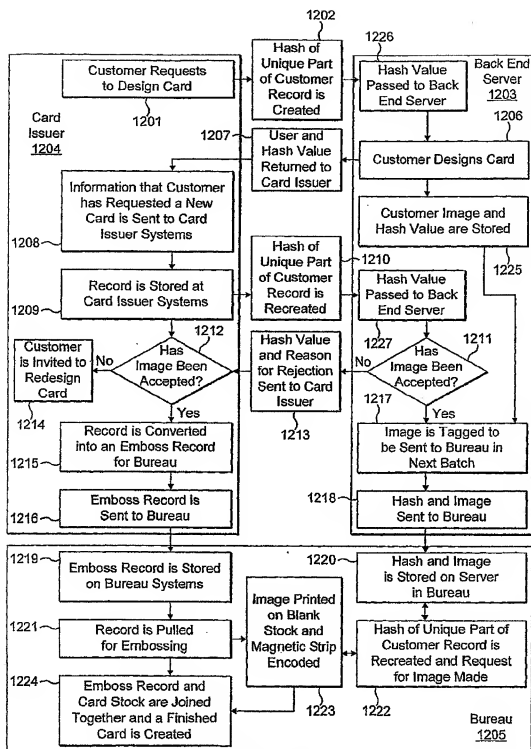 1202
Hash of
Unique Part
of Customer
Record is
Created
1226
Back End
Server
1203
Customer Requests
to Design Card
1201
Hash Value
Passed to Back
End Server
1206
Card
Issuer
1204
1207
User and
Hash Value
Returned to
Card Issuer
Customer Designs Card
Information that Customer
has Requested a New
Card is Sent to Card
Issuer Systems
1208
Customer Image and
Hash Value are Stored
1225
1210
Hash of
Unique Part
of Customer
Record is
Recreated
Record is Stored at
Card Issuer Systems
1209
Hash Value
Passed to Back
End Server
1227
1212
Has
Image Been
Accepted?
No
Yes
Customer
is Invited to
Redesign
Card
1214
Hash Value
and Reason
for Rejection
Sent to Card
Issuer
1213
1211
Has
Image Been
Accepted?
No
Yes
1217
Record is Converted
into an Emboss Record
for Bureau
1215
Image is Tagged to
be Sent to Bureau in
Next Batch
Emboss Record is
Sent to Bureau
1216
1218
Hash and Image
Sent to Bureau
1219
Emboss Record is Stored
on Bureau Systems
1220
Hash and Image
is Stored on Server
in Bureau
1221
Record is Pulled
for Embossing
Image Printed
on Blank
Stock and
Magnetic Strip
Encoded
1223
Hash of Unique Part of
Customer Record is
Recreated and Request
for Image Made
1222
1224
Emboss Record and
Card Stock are Joined
Together and a Finished
Card is Created
Bureau
1205